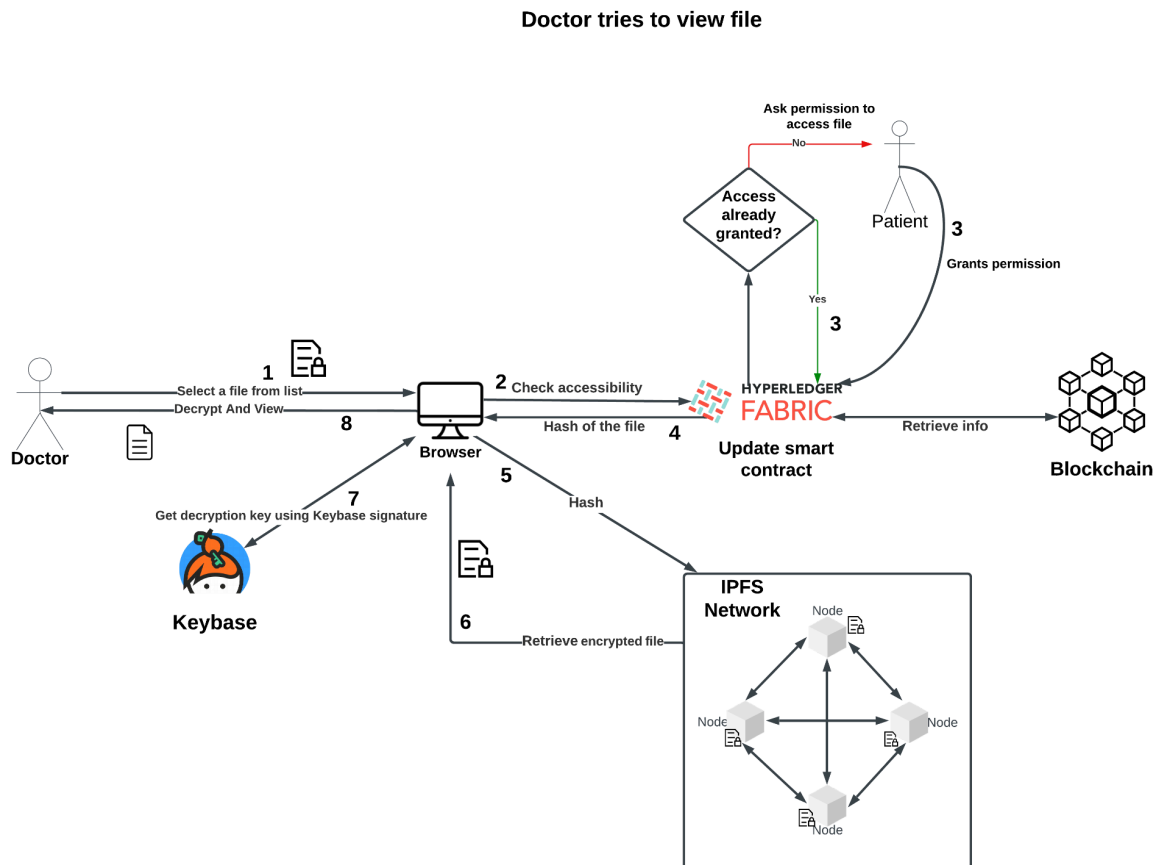 Doctor tries to view file
Ask permission to
access file
No
Access
already
granted?
Patient
3
Grants permission
Yes
3
1
Select a file from list
2
Check accessibility
HYPERLEDGER
FABRIC
Decrypt And View
8
Hash of the file
4
Retrieve info
Update smart
contract
Doctor
Browser
Blockchain
5
7
Hash
Get decryption key using Keybase signature
IPFS
Network
Keybase
6
Retrieve encrypted file
Node
Node
Node
Node